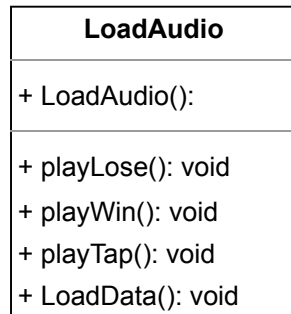 LoadAudio
+ LoadAudio():
+ playLose(): void
+ playWin(): void
+ playTap(): void
+ LoadData(): void